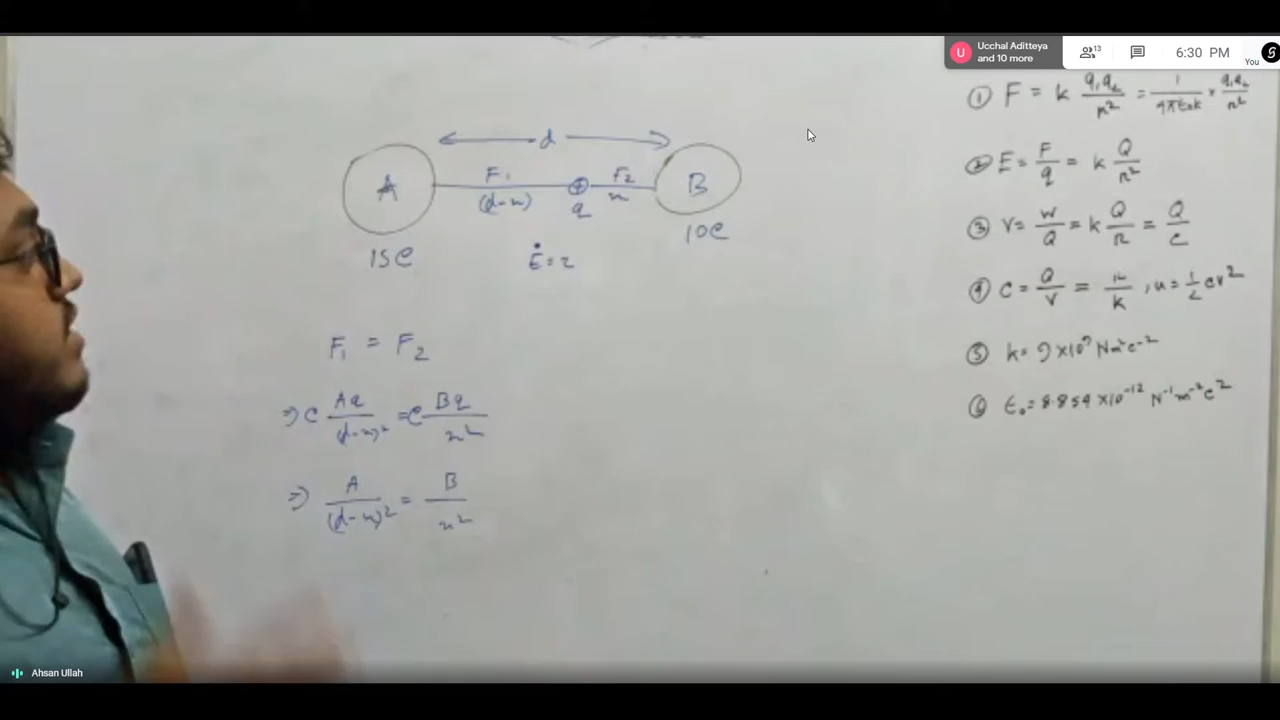 U Ucchal Aditteya
and 10 more
13
6:30 PM
You
d
A
F₁
(d-x)
q
F₂
x
B
15C
Ė = 2
10C
F₁ = F₂
⇒ C Aq/(d-x)² = C Bq/x²
⇒ A/(d-x)² = B/x²
① F = k q₁q₂/r² = 1/4πϵ₀k × q₁q₂/r²
② E = F/q = k Q/r²
③ V = W/Q = k Q/R = Q/C
④ C = Q/V = r/k , u = 1/2 cv²
⑤ k = 9 × 10⁹ Nm²c⁻²
⑥ ϵ₀ = 8.854 × 10⁻¹² N⁻¹m⁻²c²
Ahsan Ullah